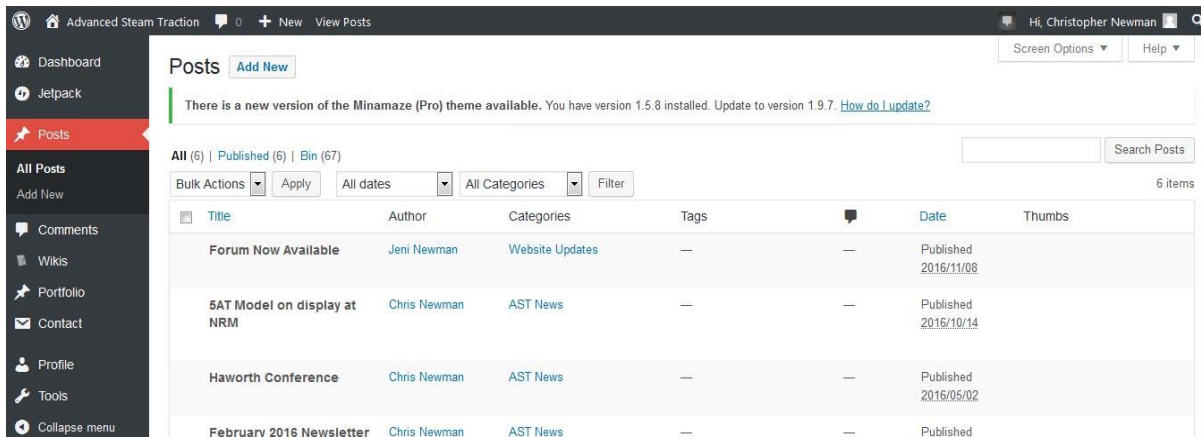 Advanced Steam Traction 0 + New View Posts Hi, Christopher Newman
Screen Options ▼ Help ▼
Dashboard
Jetpack
Posts
All Posts
Add New
Comments
Wikis
Portfolio
Contact
Profile
Tools
Collapse menu
Posts Add New
There is a new version of the Minamaze (Pro) theme available. You have version 1.5.8 installed. Update to version 1.9.7. How do I update?
All (6) | Published (6) | Bin (67)
Search Posts
Bulk Actions Apply All dates All Categories Filter 6 items
Title Author Categories Tags Date Thumbs
Forum Now Available Jeni Newman Website Updates — — Published
2016/11/08
5AT Model on display at Chris Newman AST News — — Published
NRM 2016/10/14
Haworth Conference Chris Newman AST News — — Published
2016/05/02
February 2016 Newsletter Chris Newman AST News — — Published